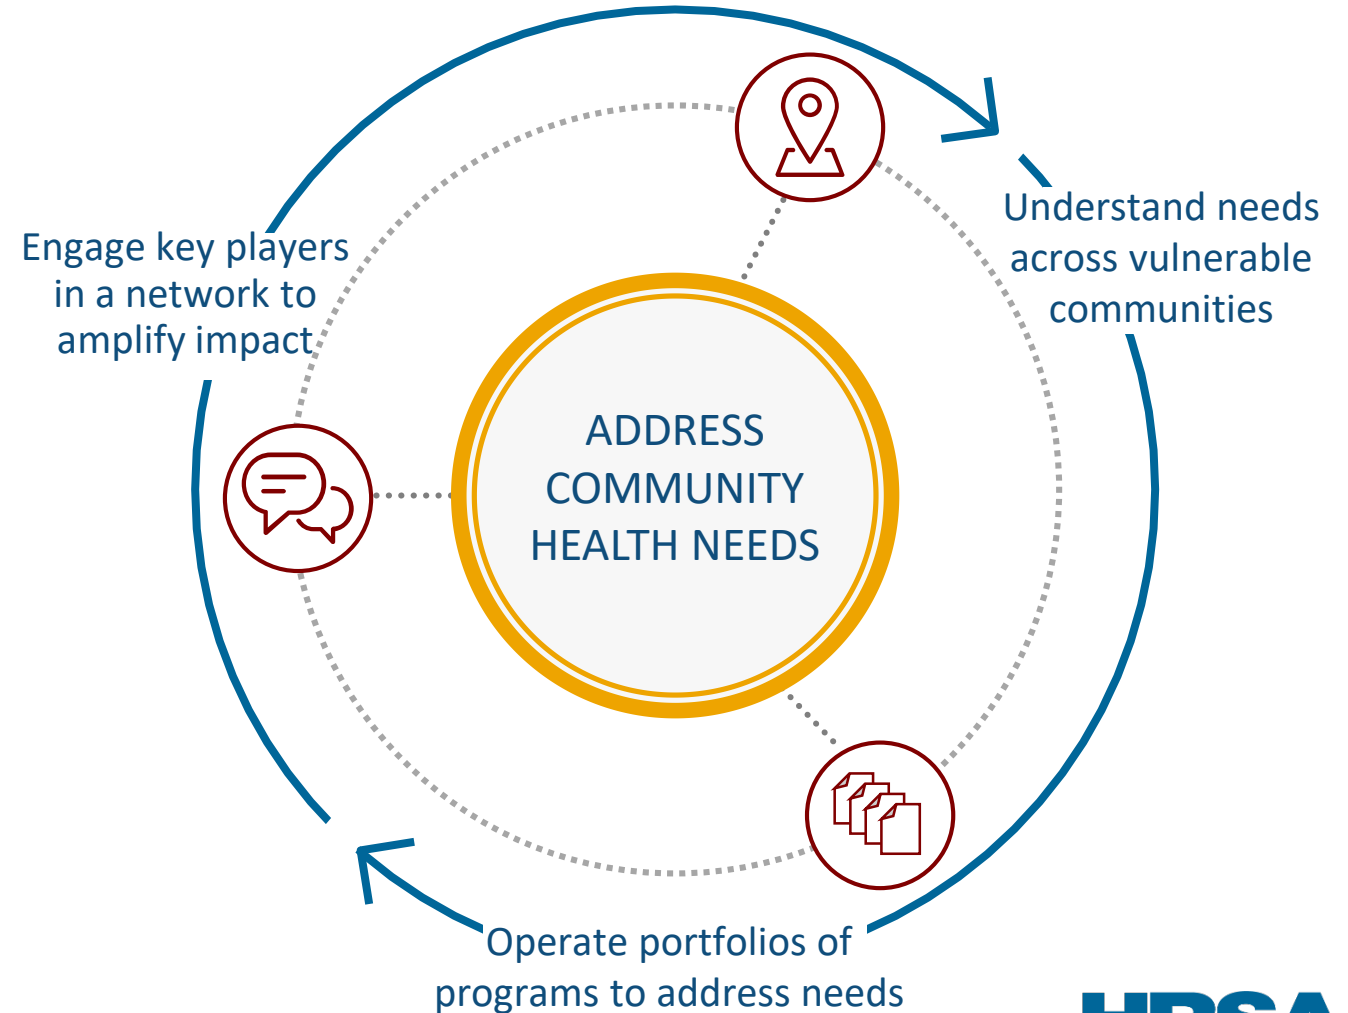 Understand needs
across vulnerable
communities
Engage key players
in a network to
amplify impact
ADDRESS
COMMUNITY
HEALTH NEEDS
Operate portfolios of
programs to address needs
HRSA